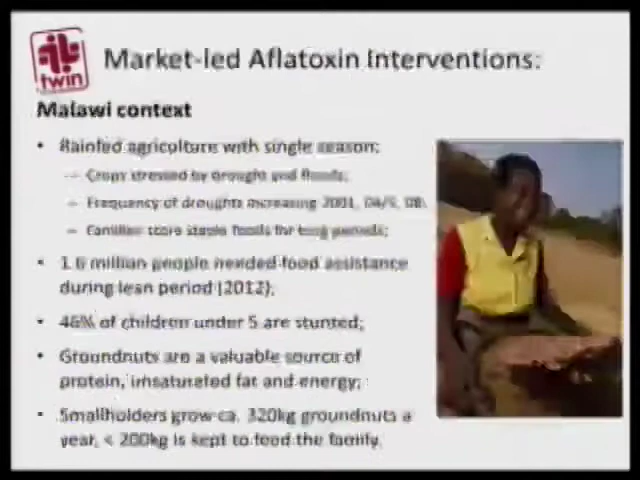 twin
Market-led Aflatoxin Interventions:
Malawi context
• Rainfed agriculture with single season:
– Crops stressed by drought and floods;
– Frequency of droughts increasing 2001, 04/5, 08.
– Families store staple foods for long periods;
• 1.6 million people needed food assistance
during lean period (2012);
• 46% of children under 5 are stunted;
• Groundnuts are a valuable source of
protein, unsaturated fat and energy;
• Smallholders grow ca. 320kg groundnuts a
year, < 200kg is kept to feed the family.